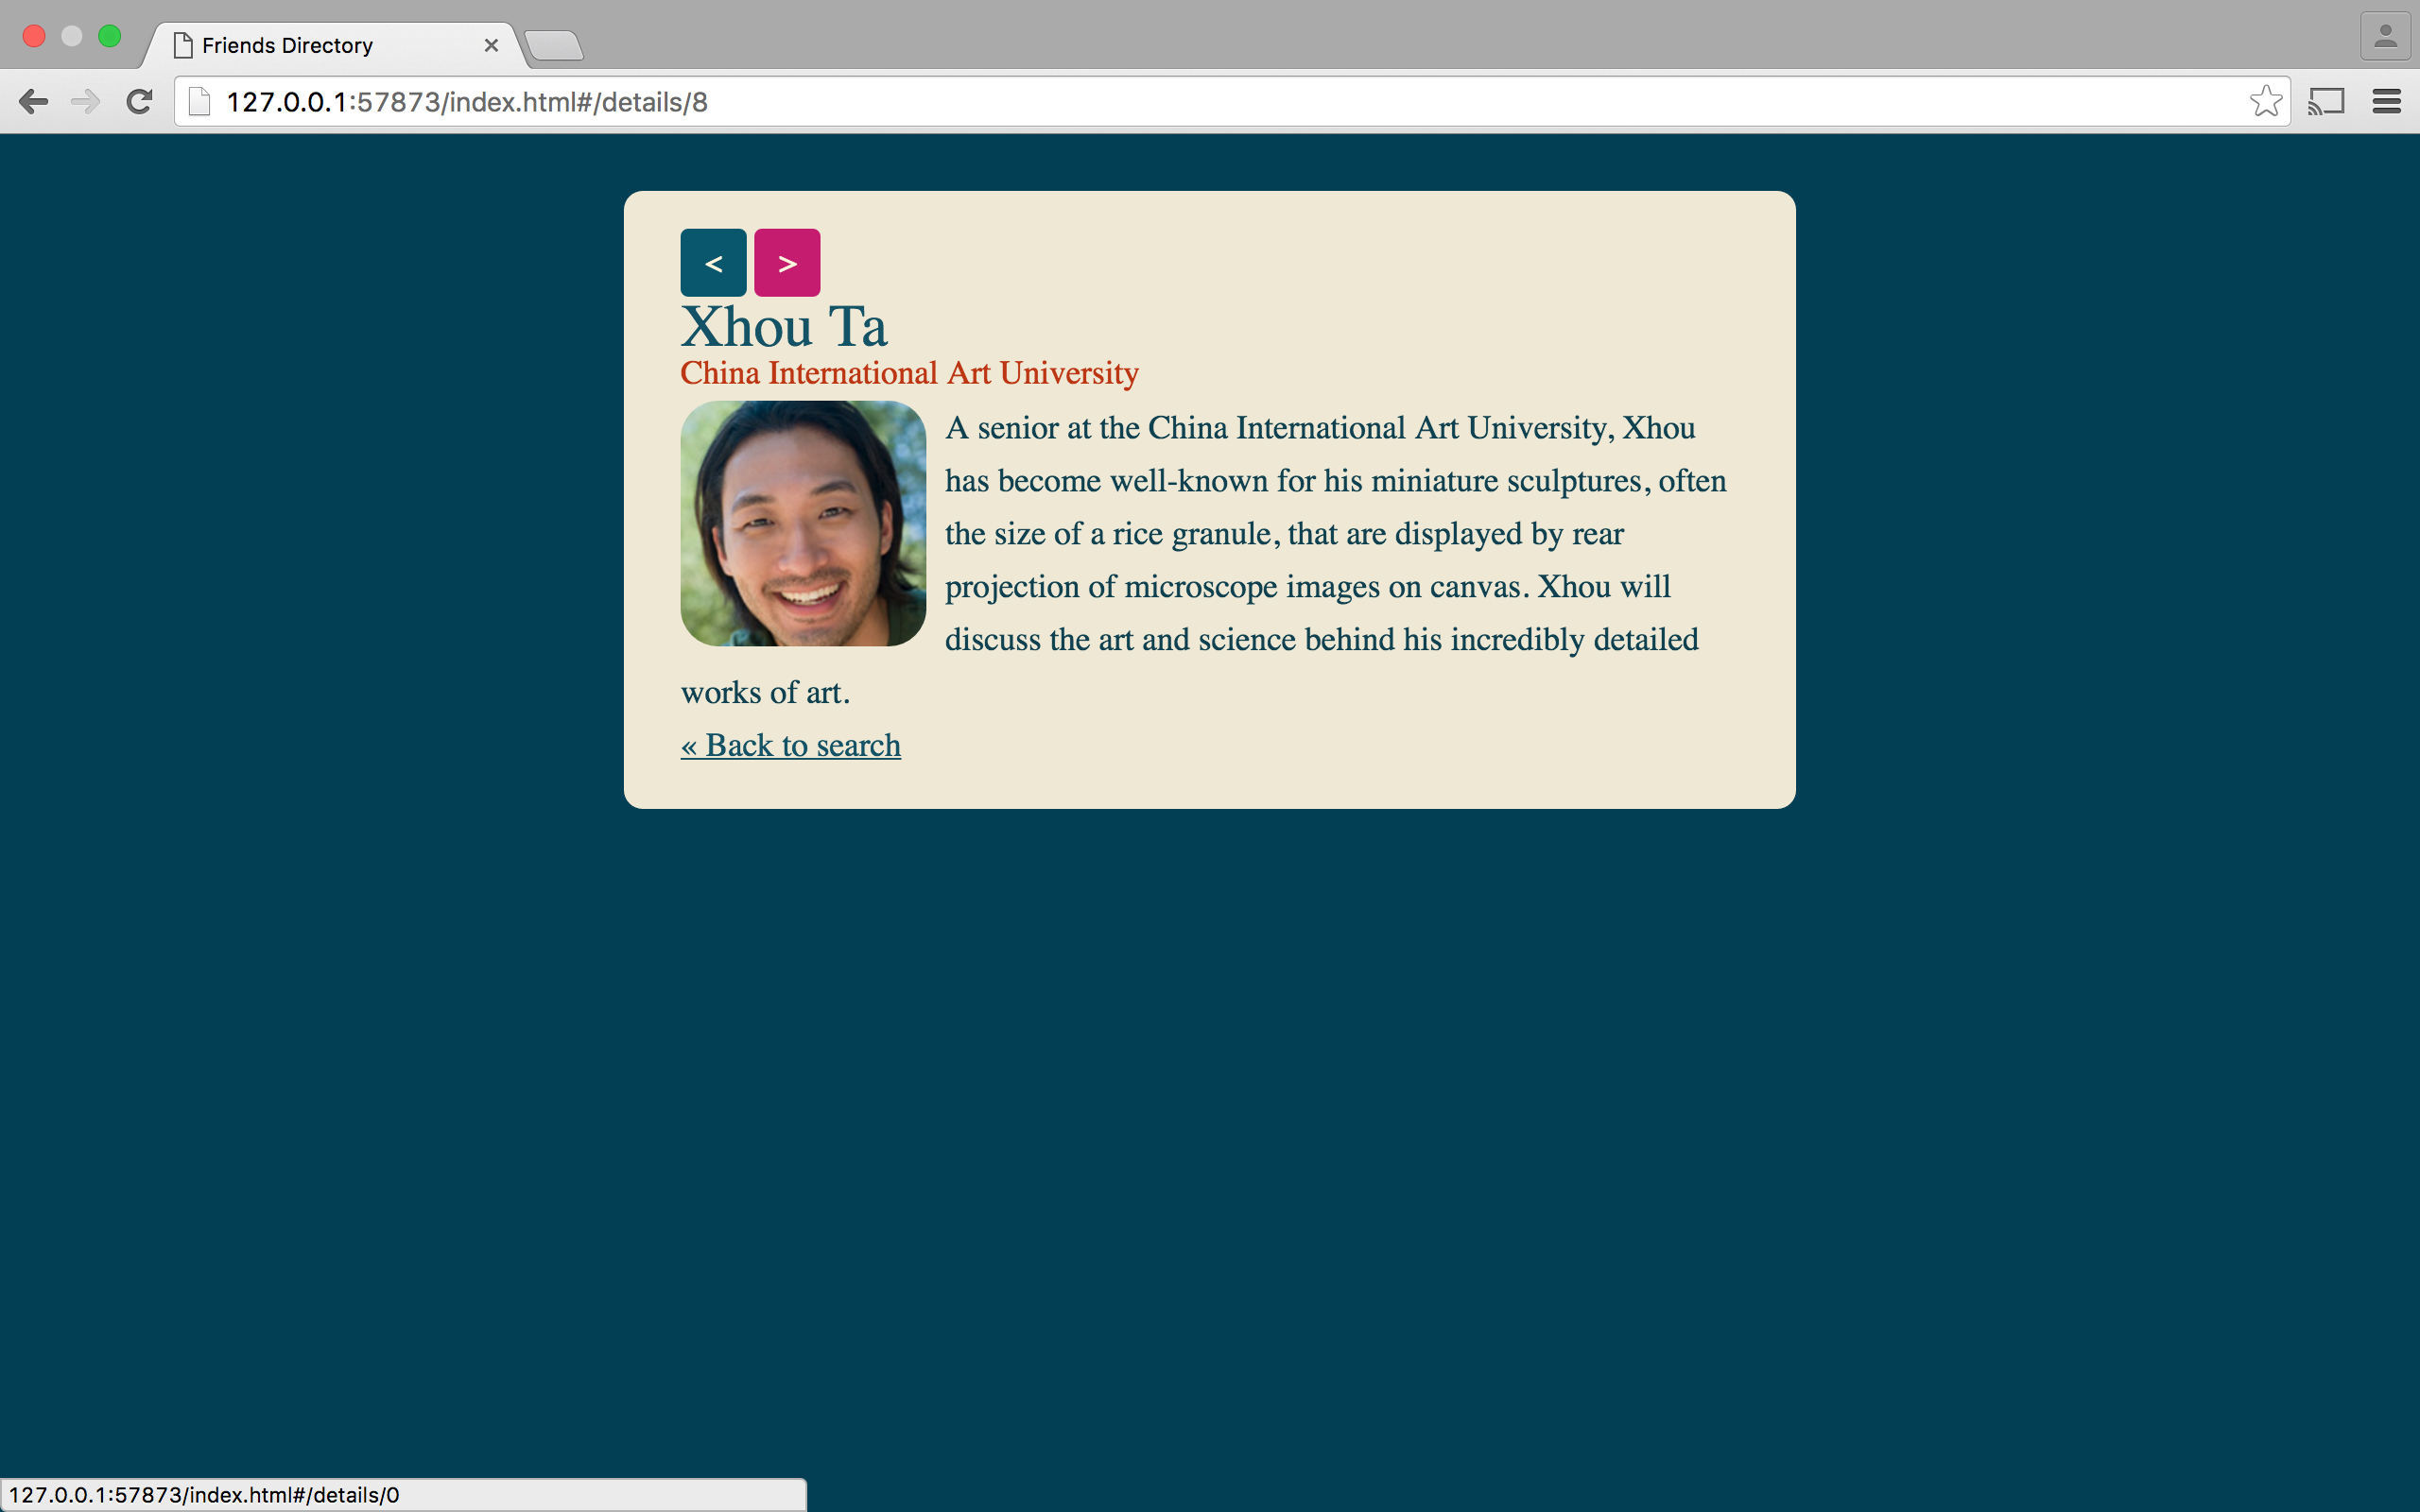 Friends Directory
127.0.0.1:57873/index.html#/details/8
< >
Xhou Ta
China International Art University
A senior at the China International Art University, Xhou
has become well-known for his miniature sculptures, often
the size of a rice granule, that are displayed by rear
projection of microscope images on canvas. Xhou will
discuss the art and science behind his incredibly detailed
works of art.
« Back to search
127.0.0.1:57873/index.html#/details/0